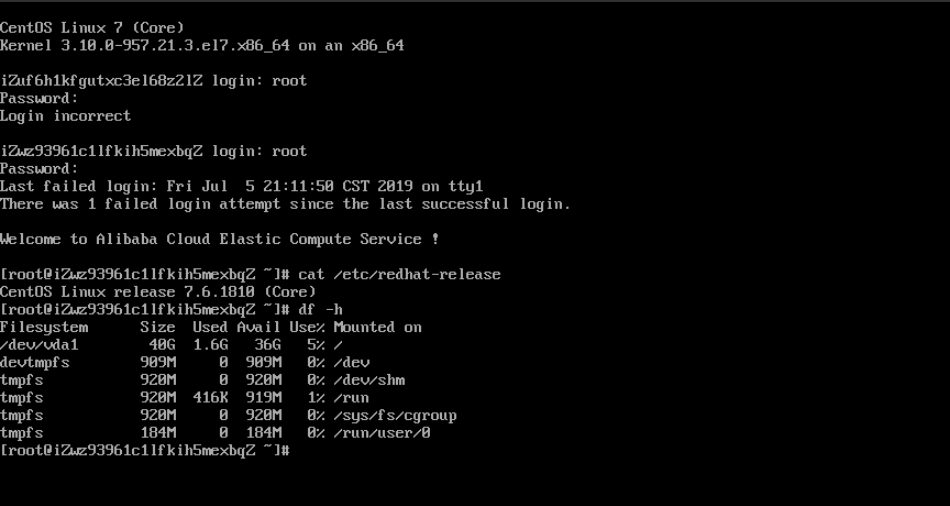 CentOS Linux 7 (Core)
Kernel 3.10.0-957.21.3.el7.x86_64 on an x86_64
iZuf6h1kfgutxc3el68z2lZ login: root
Password:
Login incorrect
iZwz93961c1lfkih5mexbqZ login: root
Password:
Last failed login: Fri Jul  5 21:11:50 CST 2019 on tty1
There was 1 failed login attempt since the last successful login.
Welcome to Alibaba Cloud Elastic Compute Service !
[root@iZwz93961c1lfkih5mexbqZ ~]# cat /etc/redhat-release
CentOS Linux release 7.6.1810 (Core)
[root@iZwz93961c1lfkih5mexbqZ ~]# df -h
Filesystem      Size  Used Avail Use% Mounted on
/dev/vda1        40G  1.6G   36G   5% /
devtmpfs        909M     0  909M   0% /dev
tmpfs           920M     0  920M   0% /dev/shm
tmpfs           920M  416K  919M   1% /run
tmpfs           920M     0  920M   0% /sys/fs/cgroup
tmpfs           184M     0  184M   0% /run/user/0
[root@iZwz93961c1lfkih5mexbqZ ~]#